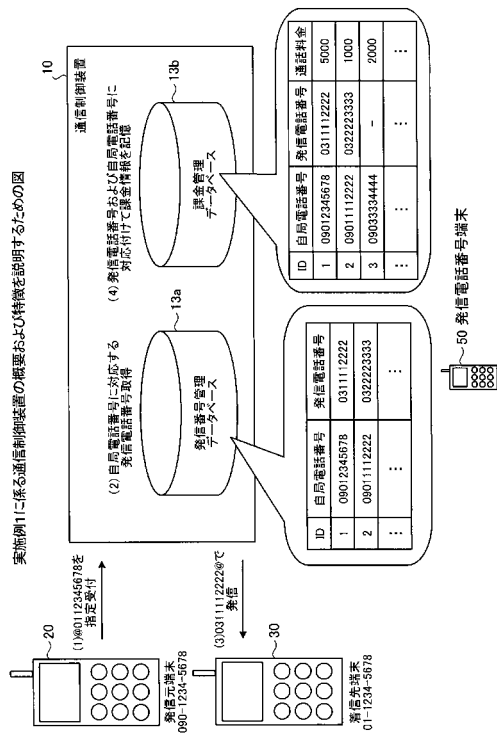 実施例1に係る通信制御装置の概要および特徴を説明するための図
10
通信制御装置
(2)自局電話番号に対応する
発信電話番号取得
13a
発信番号管理
データベース
(4)発信電話番号および自局電話番号に
対応付けて課金情報を記憶
13b
課金管理
データベース
20
(1)@0112345678を
指定受付
発信元端末
090-1234-5678
(3)0311112222@で
発信
30
着信先端末
01-1234-5678
ID 自局電話番号 発信電話番号
1 09012345678 0311112222
2 09011112222 0322223333
⋮ ⋮
ID 自局電話番号 発信電話番号 通話料金
1 09012345678 0311112222 5000
2 09011112222 0322223333 1000
3 09033334444 - 2000
⋮ ⋮ ⋮
50 発信電話番号端末